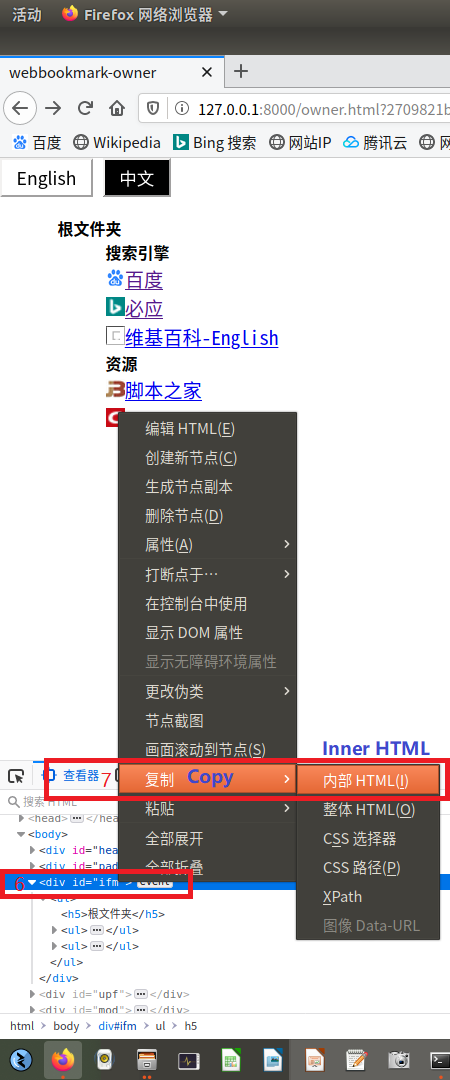 活动 Firefox 网络浏览器
webbookmark-owner
127.0.0.1:8000/owner.html?2709821b
百度 Wikipedia Bing 搜索 网站IP 腾讯云
English 中文
根文件夹
搜索引擎
百度
必应
维基百科-English
资源
脚本之家
编辑 HTML(E)
创建新节点(C)
生成节点副本
删除节点(D)
属性(A)
打断点于…
在控制台中使用
显示 DOM 属性
显示无障碍环境属性
更改伪类
节点截图
画面滚动到节点(S)
Inner HTML
查看器 7 复制 Copy 内部 HTML(I)
搜索 HTML 粘贴 整体 HTML(O)
<head> </head>
全部展开 CSS 选择器
<body>
<div id="hea
全部折叠 CSS 路径(P)
<div id="pad
6 <div id="ifm"> event
XPath
<ul>
图像 Data-URL
<h5>根文件夹</h5>
<ul> </ul>
<ul> </ul>
</ul>
</div>
<div id="upf"> </div>
<div id="mod"> </div>
html > body > div#ifm > ul > h5